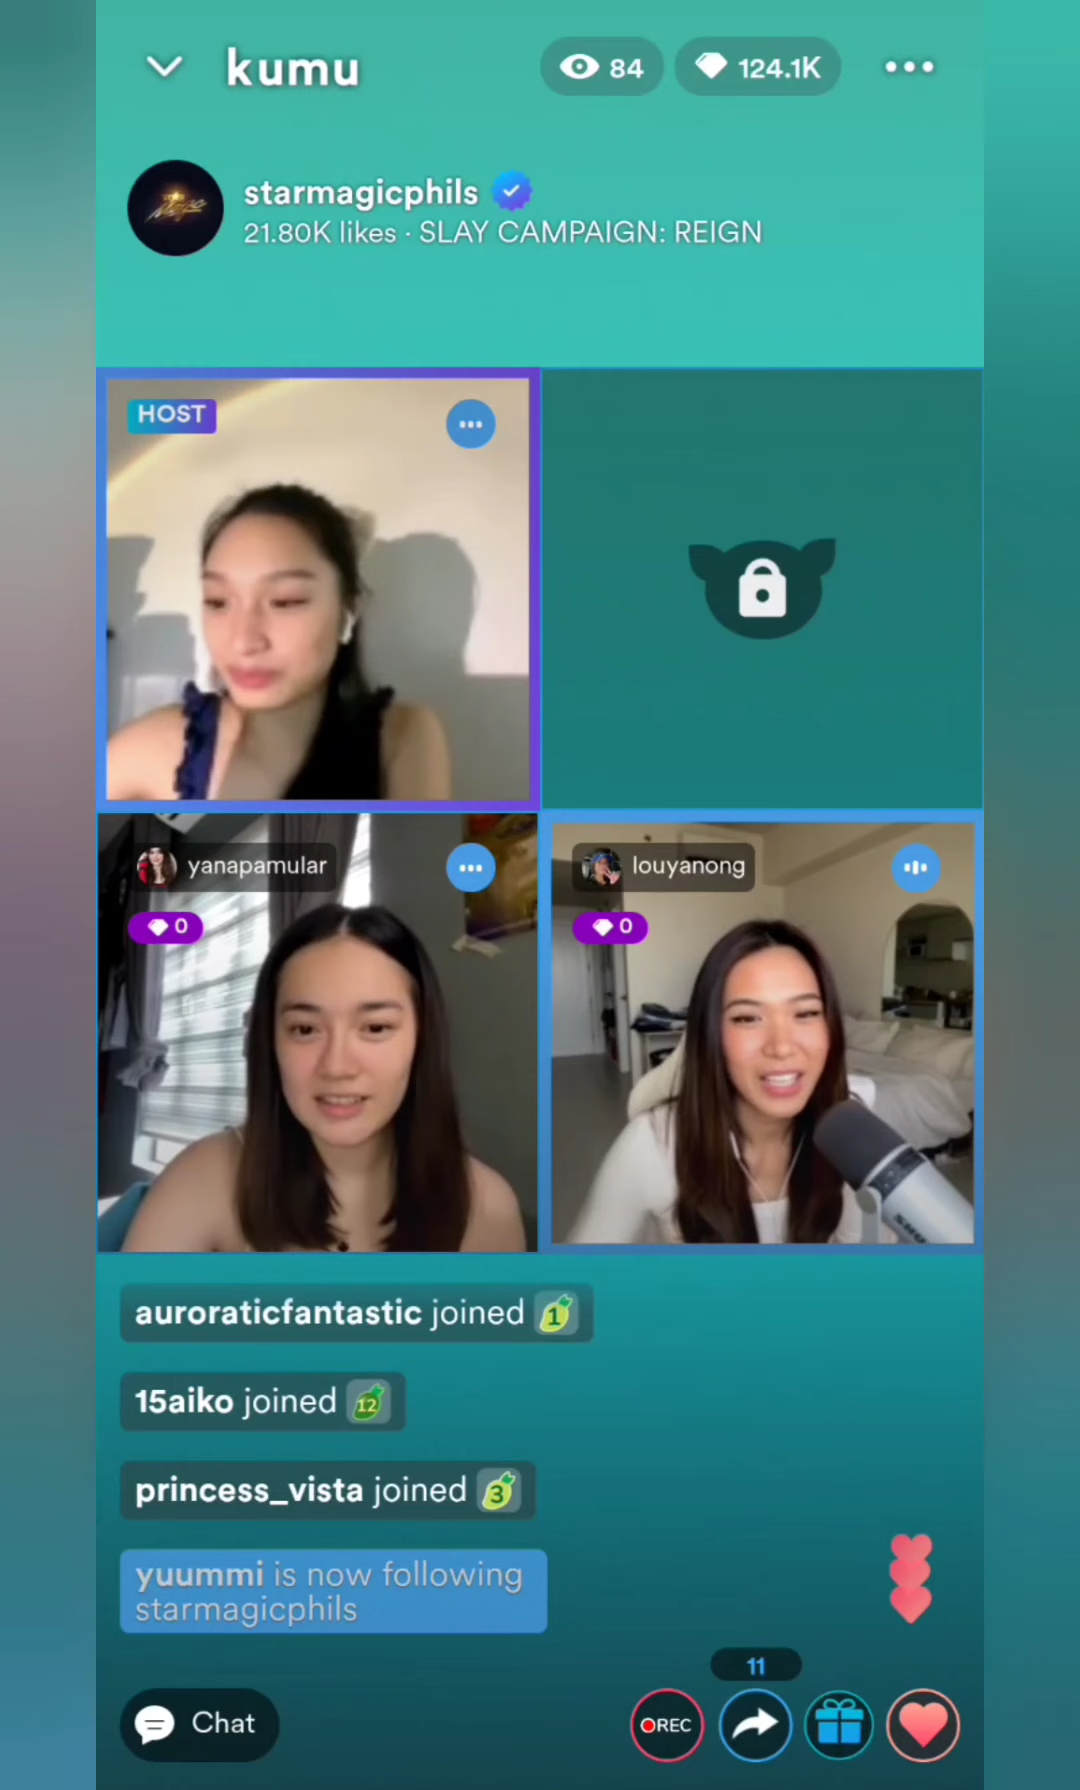 kumu
84
124.1K
starmagicphils
21.80K likes · SLAY CAMPAIGN: REIGN
HOST
yanapamular
0
louyanong
0
auroraticfantastic joined 1
15aiko joined 12
princess_vista joined 3
yuummi is now following
starmagicphils
11
Chat
REC